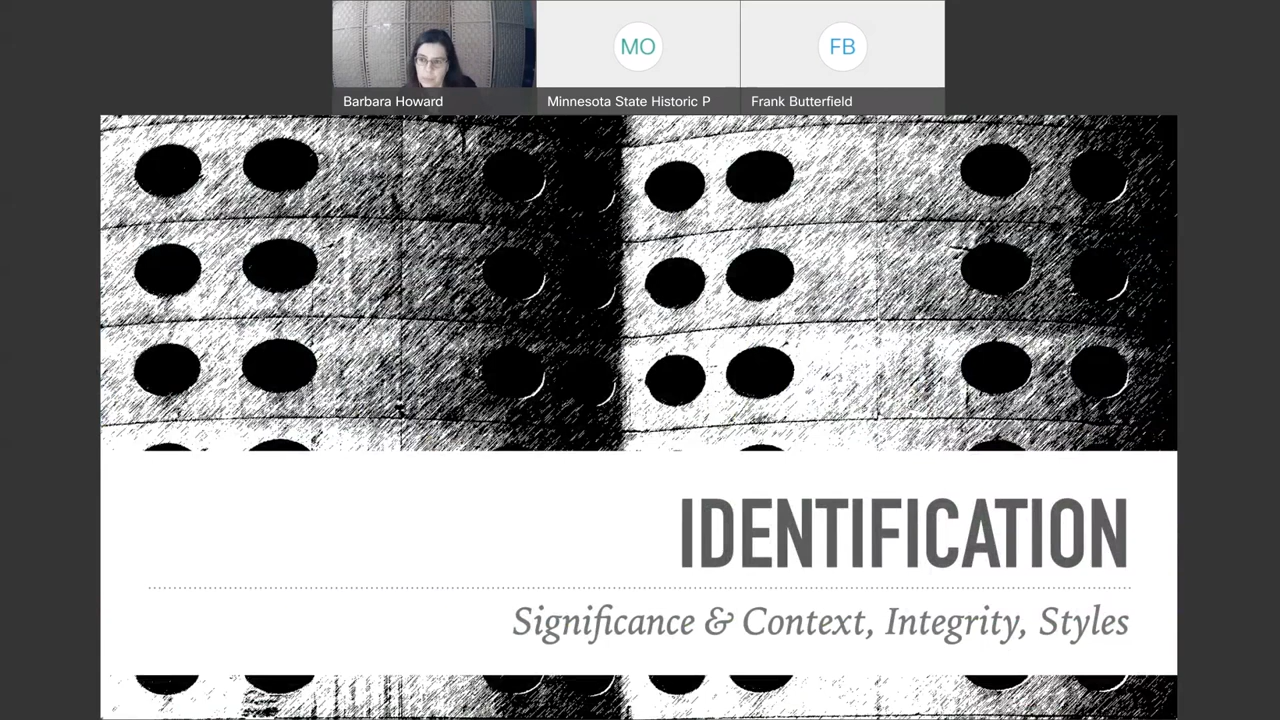 MO
FB
Barbara Howard
Minnesota State Historic P
Frank Butterfield
IDENTIFICATION
Significance & Context, Integrity, Styles